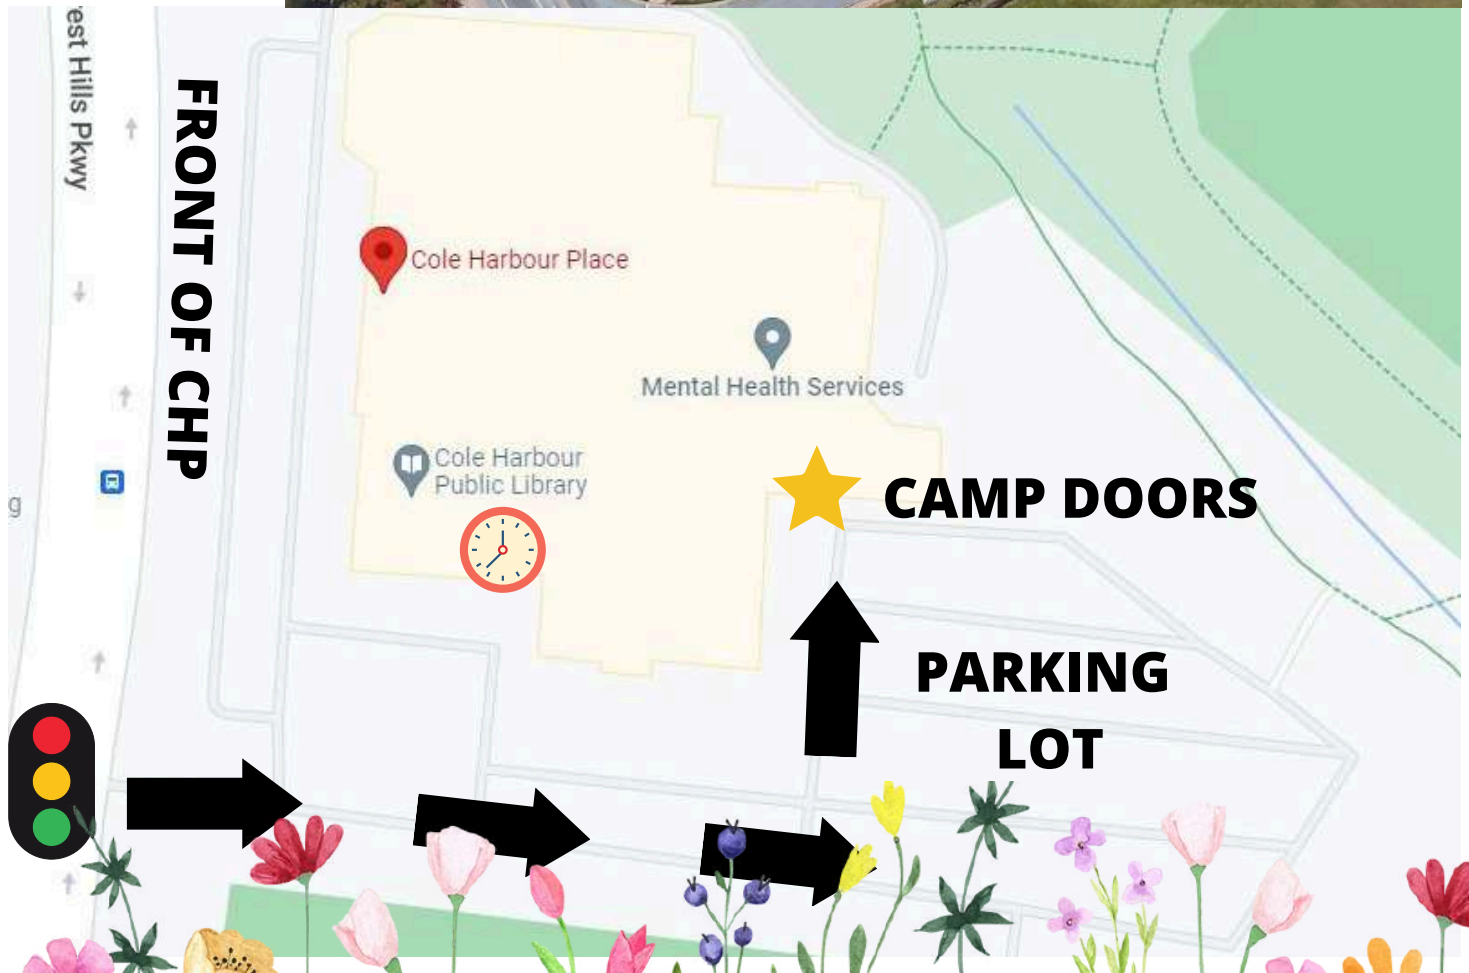 est Hills Pkwy
FRONT OF CHP
Cole Harbour Place
Mental Health Services
Cole Harbour
Public Library
CAMP DOORS
g
PARKING
LOT